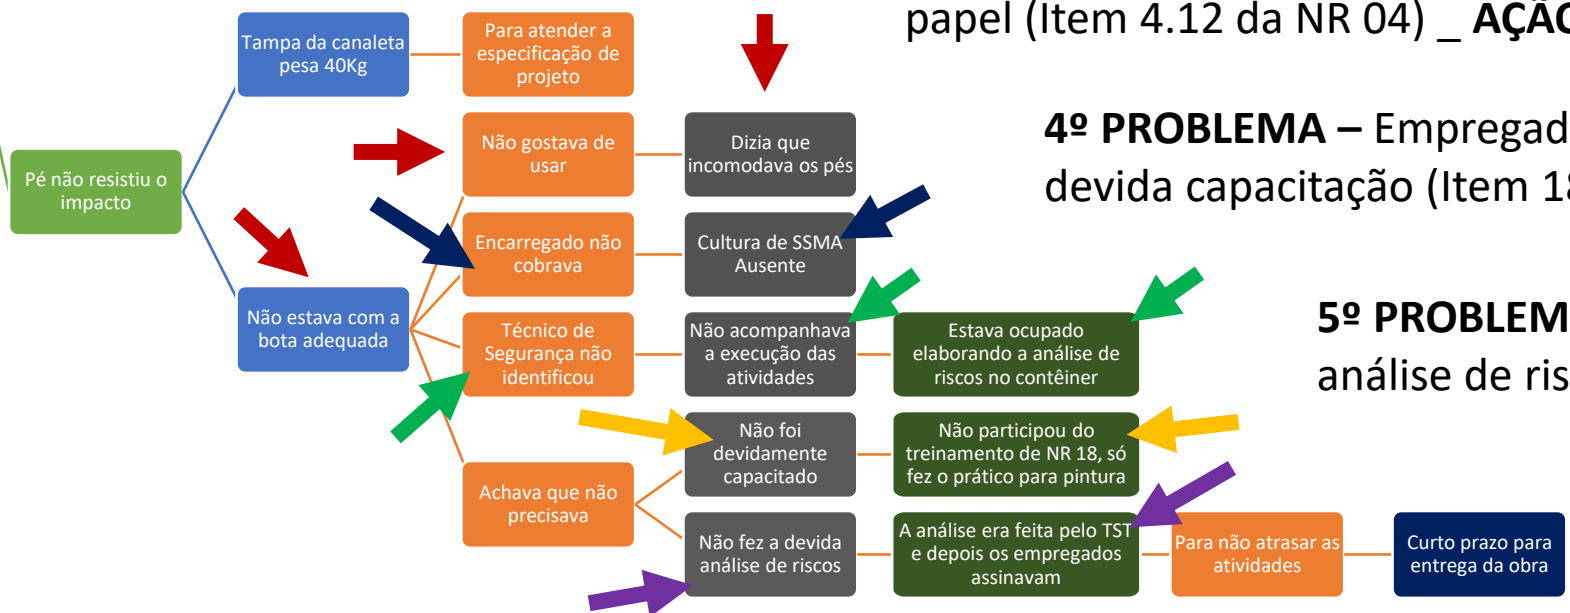 papel (Item 4.12 da NR 04) _ AÇÃO
4º PROBLEMA – Empregad
devida capacitação (Item 18
5º PROBLEM
análise de ris
Pé não resistiu o
impacto
Tampa da canaleta
pesa 40Kg
Para atender a
especificação de
projeto
Não estava com a
bota adequada
Não gostava de
usar
Dizia que
incomodava os pés
Encarregado não
cobrava
Cultura de SSMA
Ausente
Técnico de
Segurança não
identificou
Não acompanhava
a execução das
atividades
Estava ocupado
elaborando a análise de
riscos no contêiner
Achava que não
precisava
Não foi
devidamente
capacitado
Não participou do
treinamento de NR 18, só
fez o prático para pintura
Não fez a devida
análise de riscos
A análise era feita pelo TST
e depois os empregados
assinavam
Para não atrasar as
atividades
Curto prazo para
entrega da obra